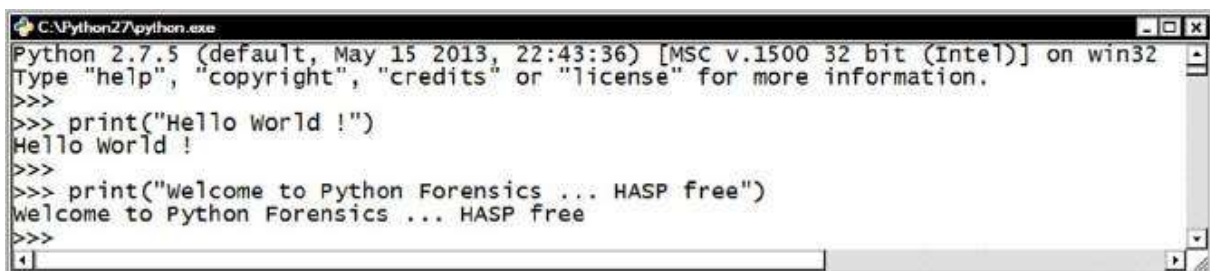 C:\Python27\python.exe
Python 2.7.5 (default, May 15 2013, 22:43:36) [MSC v.1500 32 bit (Intel)] on win32
Type "help", "copyright", "credits" or "license" for more information.
>>>
>>> print("Hello World !")
Hello World !
>>>
>>> print("Welcome to Python Forensics ... HASP free")
Welcome to Python Forensics ... HASP free
>>>